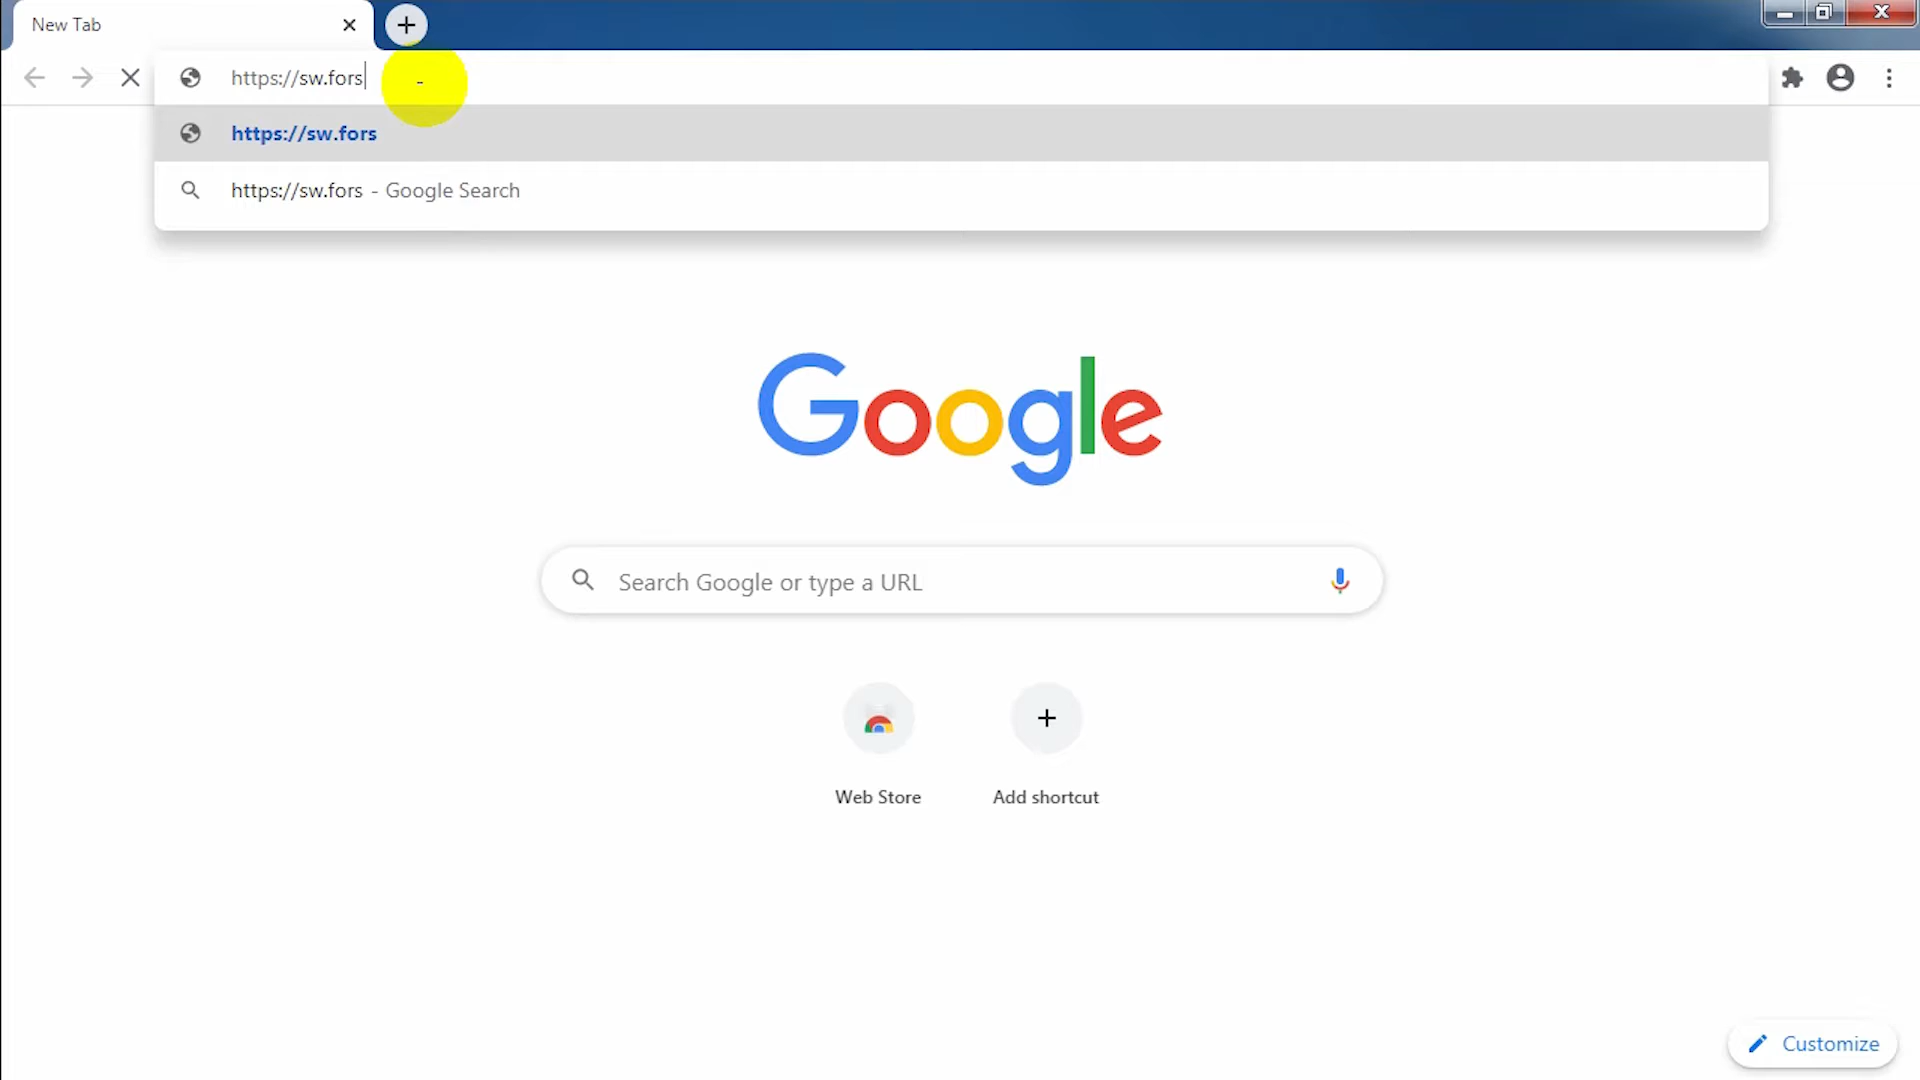 New Tab
https://sw.fors
https://sw.fors
https://sw.fors - Google Search
Google
Search Google or type a URL
Web Store
Add shortcut
Customize